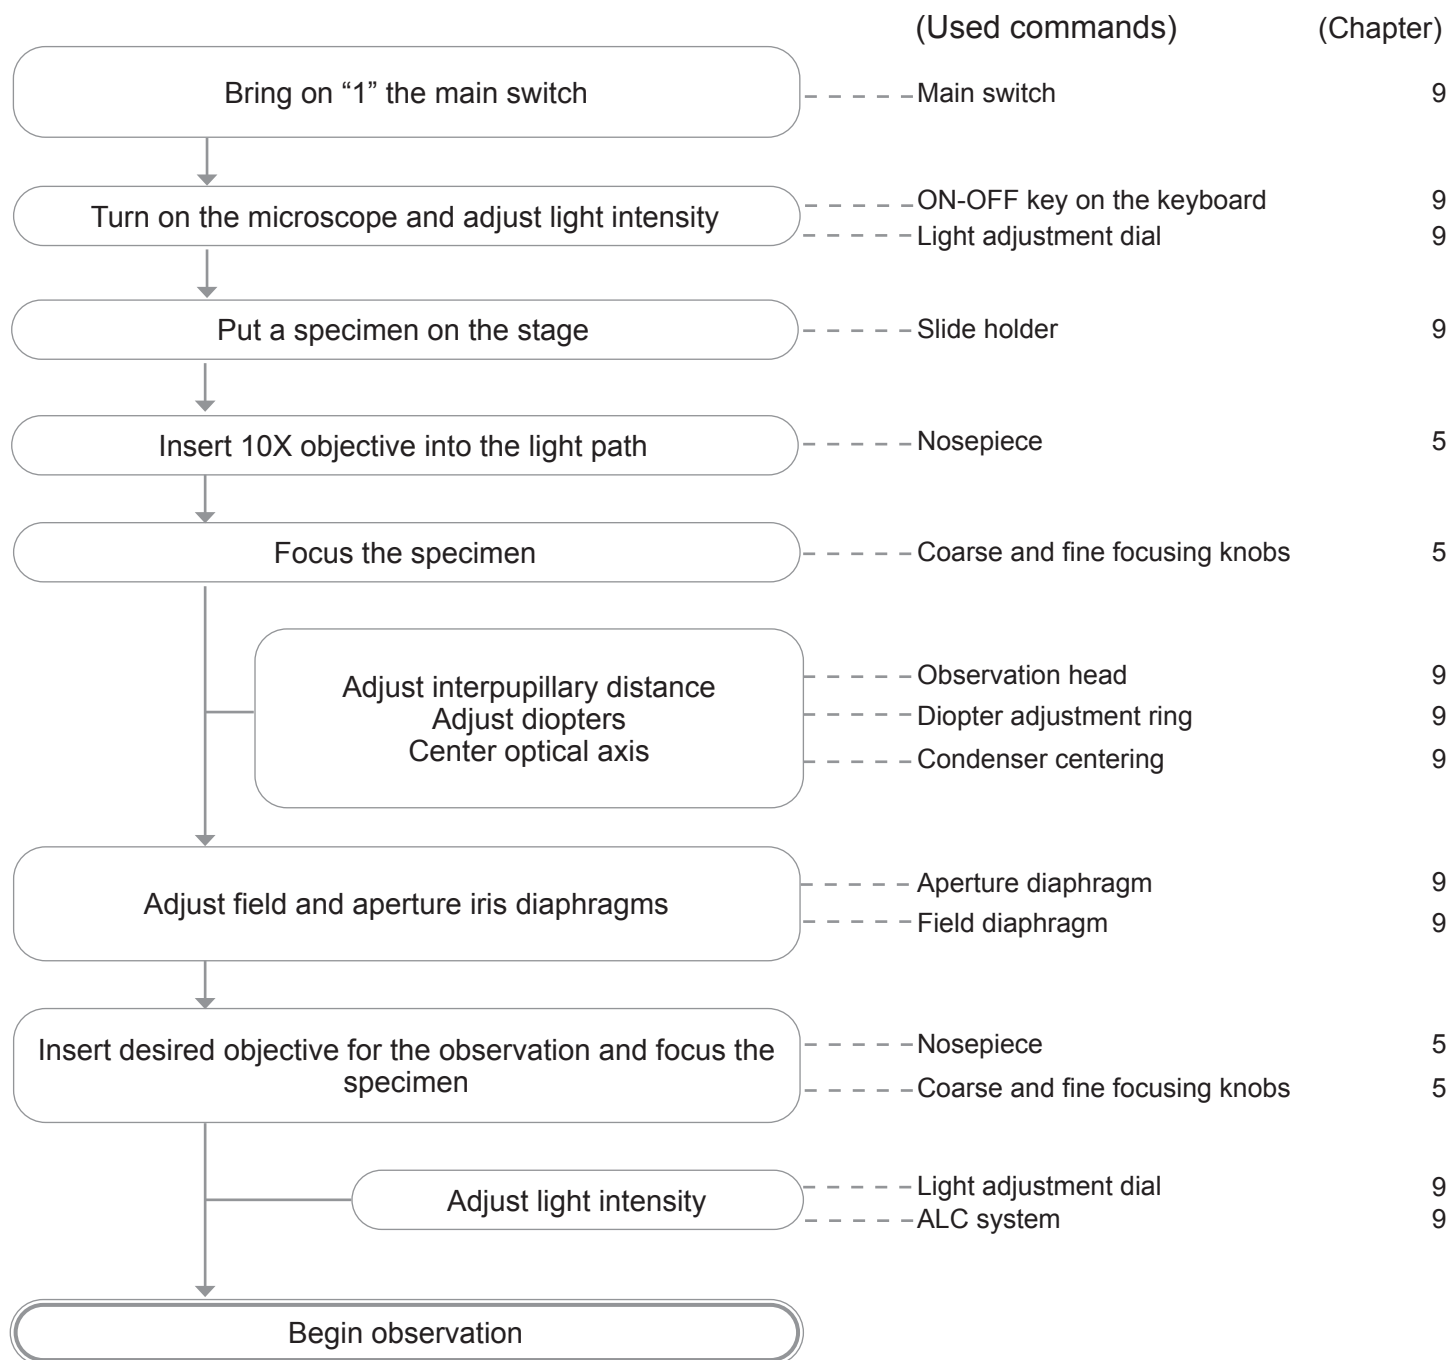 (Used commands) (Chapter)
Bring on “1” the main switch Main switch 9
Turn on the microscope and adjust light intensity ON-OFF key on the keyboard 9
Light adjustment dial 9
Put a specimen on the stage Slide holder 9
Insert 10X objective into the light path Nosepiece 5
Focus the specimen Coarse and fine focusing knobs 5
Adjust interpupillary distance Observation head 9
Adjust diopters Diopter adjustment ring 9
Center optical axis Condenser centering 9
Adjust field and aperture iris diaphragms Aperture diaphragm 9
Field diaphragm 9
Insert desired objective for the observation and focus the Nosepiece 5
specimen Coarse and fine focusing knobs 5
Adjust light intensity Light adjustment dial 9
ALC system 9
Begin observation